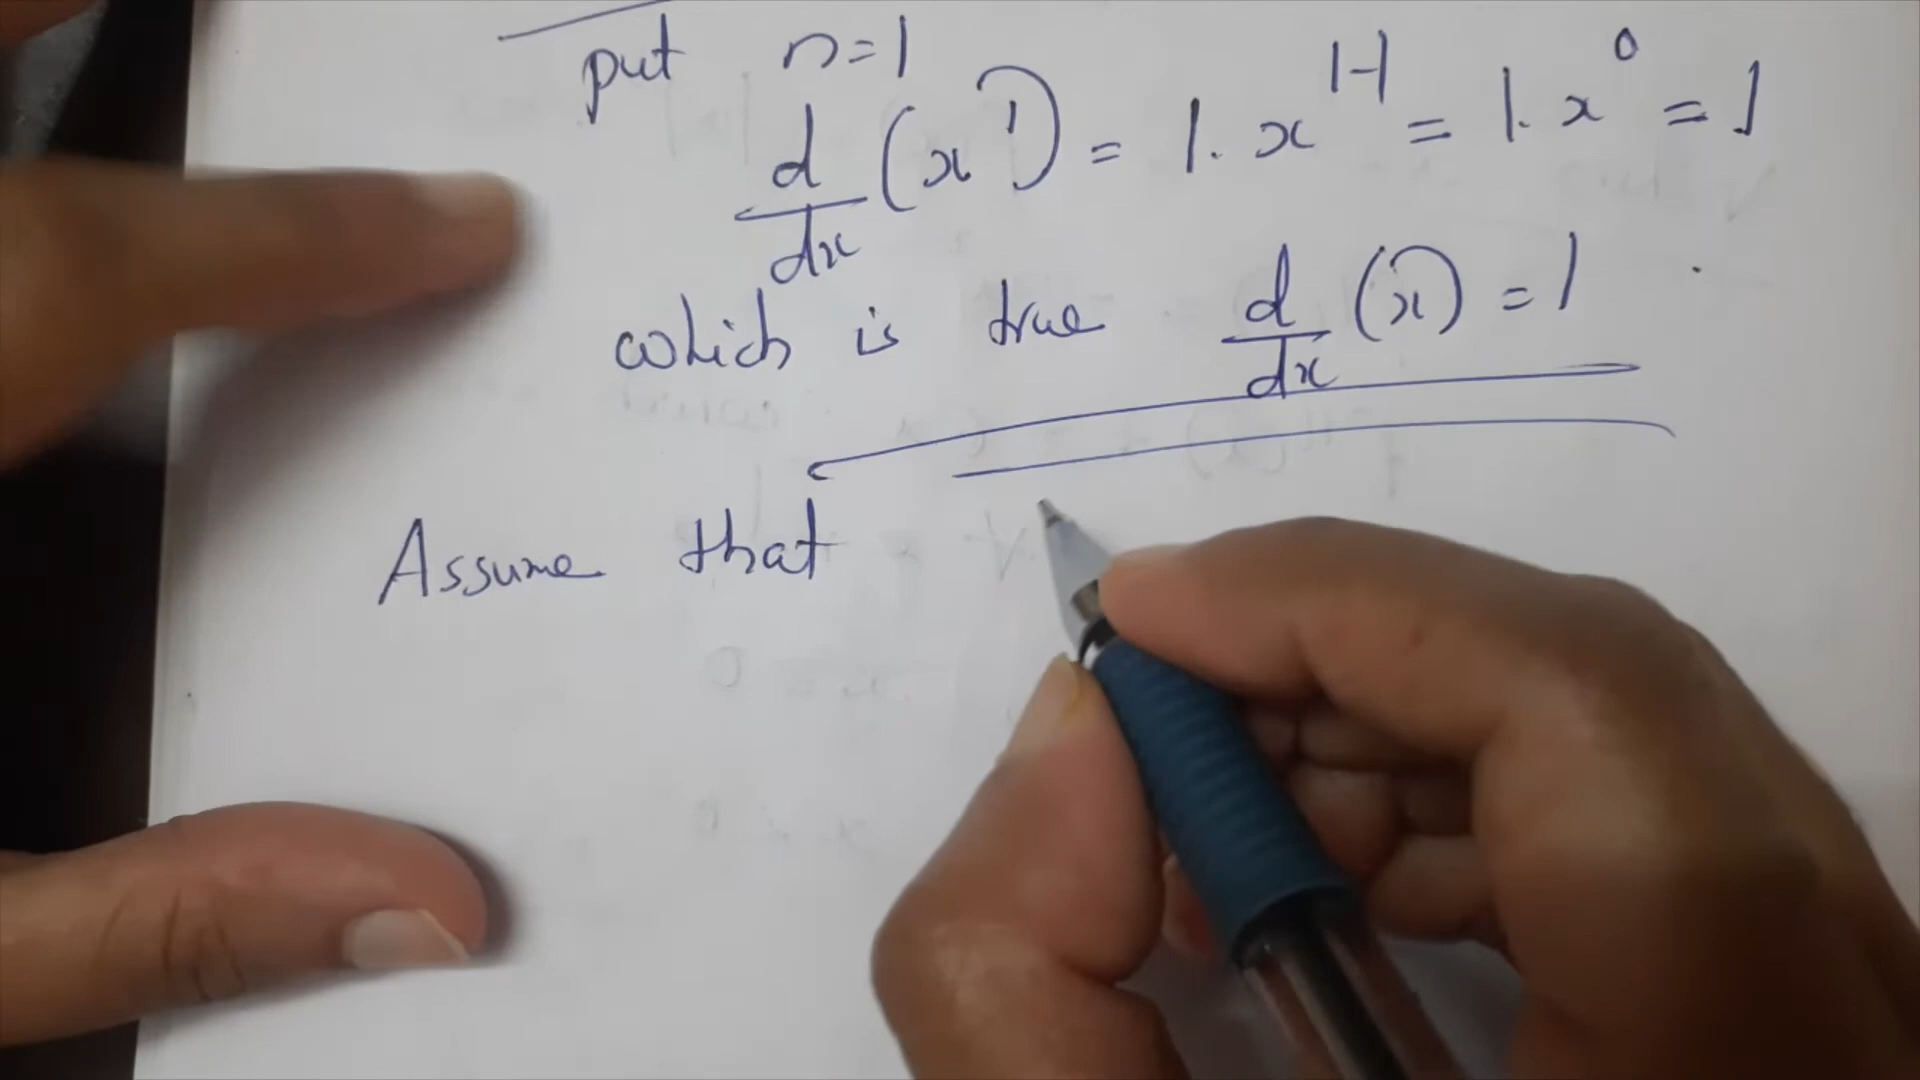 put n=1
d/dx (x¹) = 1. x¹⁻¹ = 1. x⁰ = 1
which is true d/dx (x) = 1
Assume that